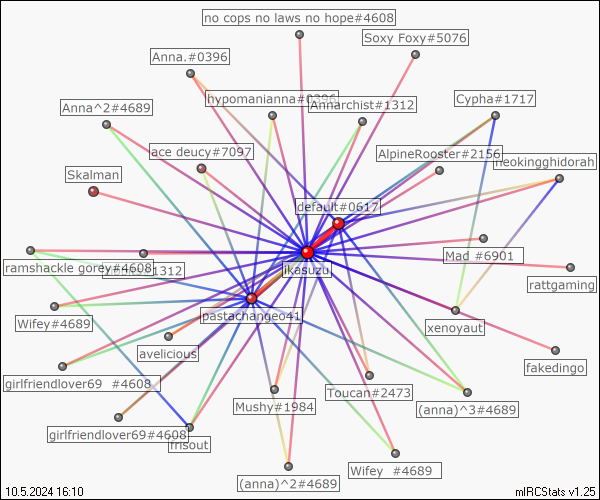 no cops no laws no hope#4608
Soxy Foxy#5076
Anna.#0396
hypomanianna#0396
Annarchist#1312
Cypha#1717
Anna^2#4689
ace deucy#7097
AlpineRooster#2156
neokingghidorah
Skalman
default#0617
Mad #6901
ramshackle gorey#4608
#1312
ikasuzu
rattgaming
pastachangeo41
Wifey#4689
xenoyaut
avelicious
fakedingo
girlfriendlover69 #4608
Toucan#2473
Mushy#1984
(anna)^3#4689
girlfriendlover69#4608
frisout
(anna)^2#4689
Wifey #4689
10.5.2024 16:10
mIRCStats v1.25